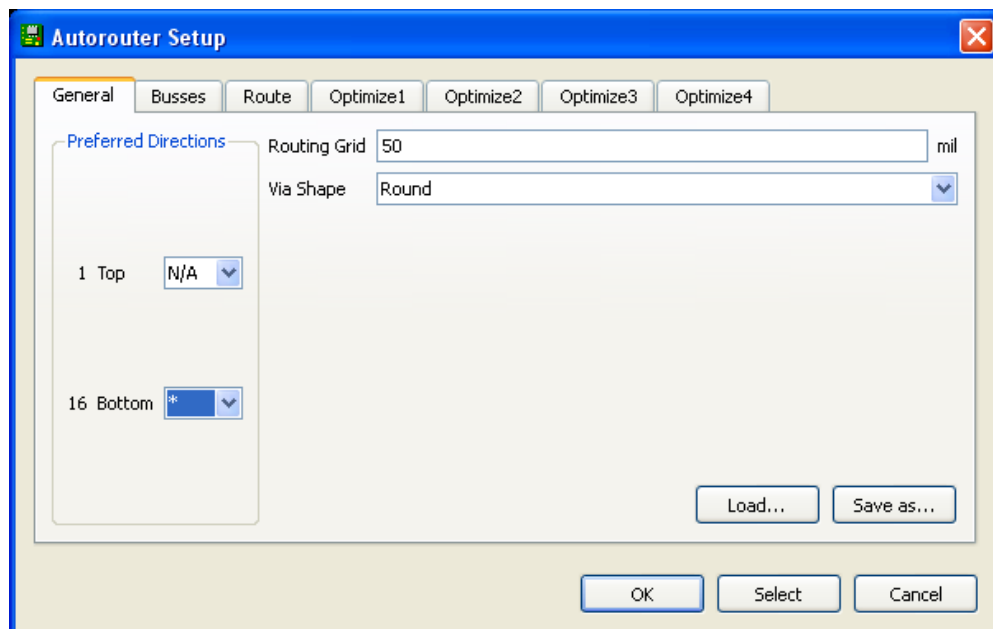 Autorouter Setup
General Busses Route Optimize1 Optimize2 Optimize3 Optimize4
Preferred Directions
Routing Grid 50 mil
Via Shape Round
1 Top N/A
16 Bottom *
Load... Save as...
OK Select Cancel